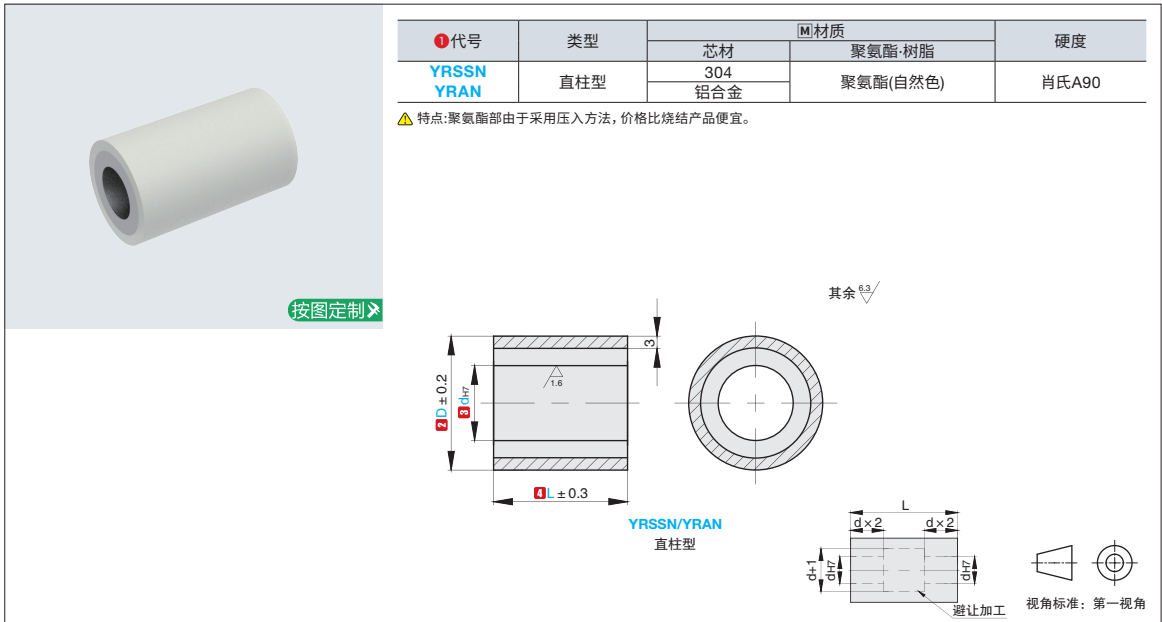 ❶代号 类型 M材质 硬度
芯材 聚氨酯·树脂
YRSSN 直柱型 304 聚氨酯(自然色) 肖氏A90
YRAN 铝合金
特点:聚氨酯部由于采用压入方法，价格比烧结产品便宜。
按图定制
其余 6.3
3
1.6
2 D±0.2
3 dH7
4 L±0.3
YRSSN/YRAN
直柱型
L
d×2 d×2
d+1 dH7 dH7
避让加工
视角标准：第一视角